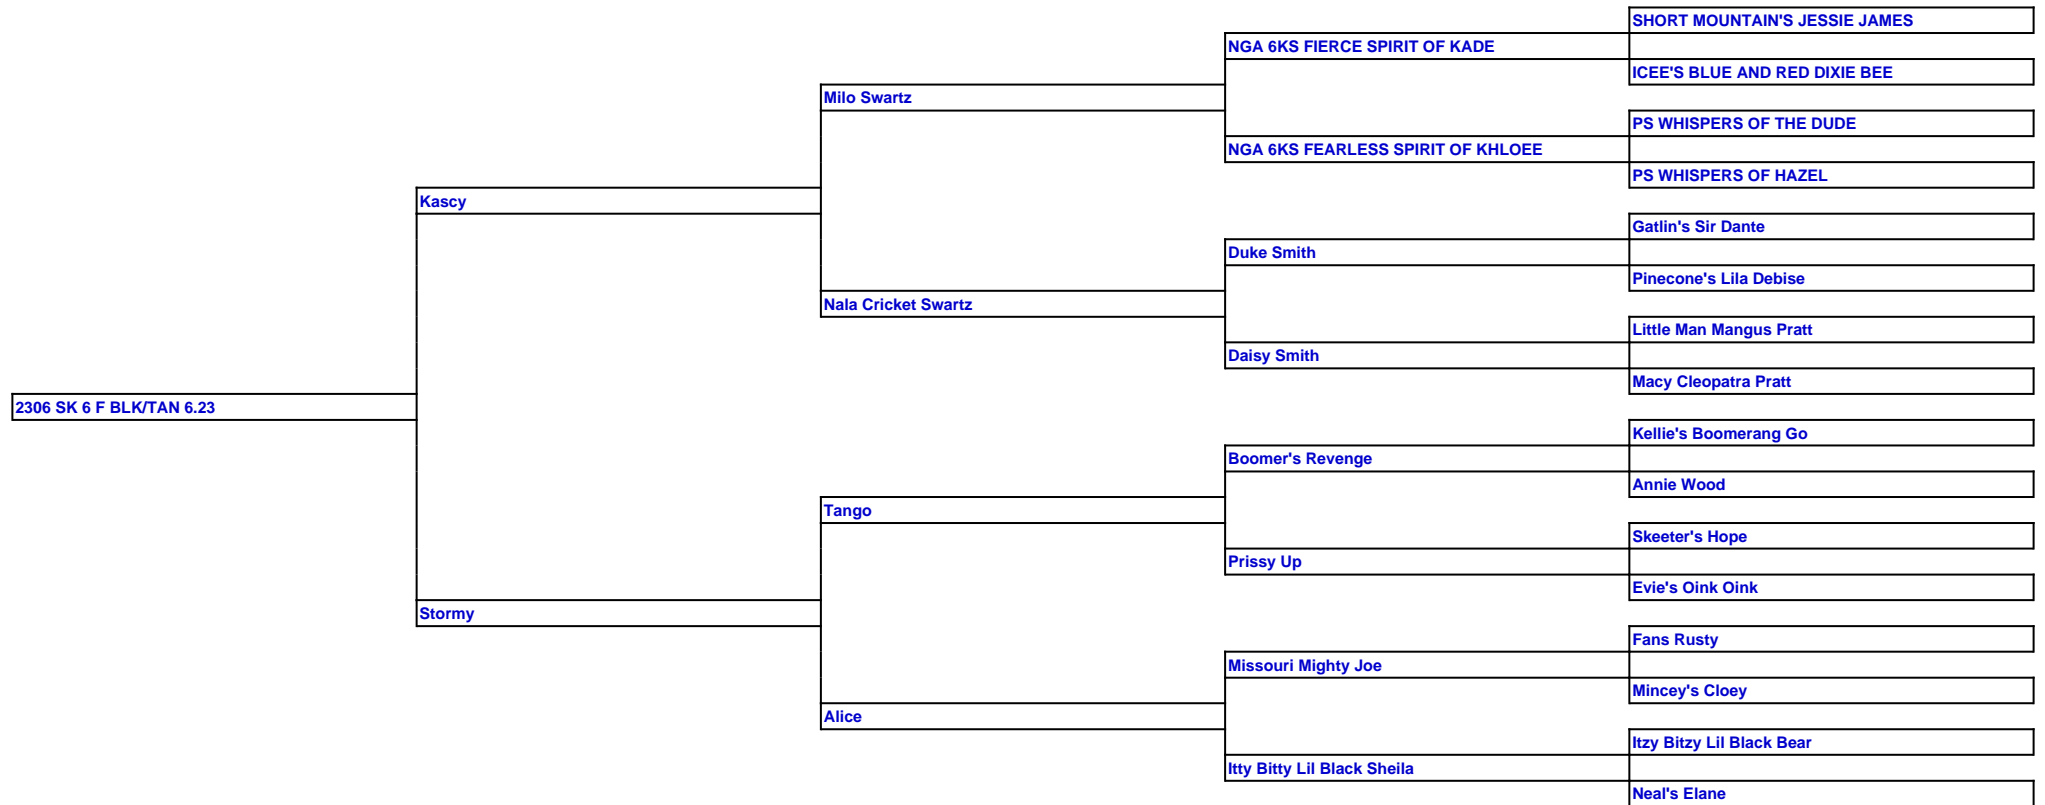 SHORT MOUNTAIN'S JESSIE JAMES
NGA 6KS FIERCE SPIRIT OF KADE
ICEE'S BLUE AND RED DIXIE BEE
Milo Swartz
PS WHISPERS OF THE DUDE
NGA 6KS FEARLESS SPIRIT OF KHLOEE
PS WHISPERS OF HAZEL
Kascy
Gatlin's Sir Dante
Duke Smith
Pinecone's Lila Debise
Nala Cricket Swartz
Little Man Mangus Pratt
Daisy Smith
Macy Cleopatra Pratt
2306 SK 6 F BLK/TAN 6.23
Kellie's Boomerang Go
Boomer's Revenge
Annie Wood
Tango
Skeeter's Hope
Prissy Up
Evie's Oink Oink
Stormy
Fans Rusty
Missouri Mighty Joe
Mincey's Cloey
Alice
Itzy Bitzy Lil Black Bear
Itty Bitty Lil Black Sheila
Neal's Elane